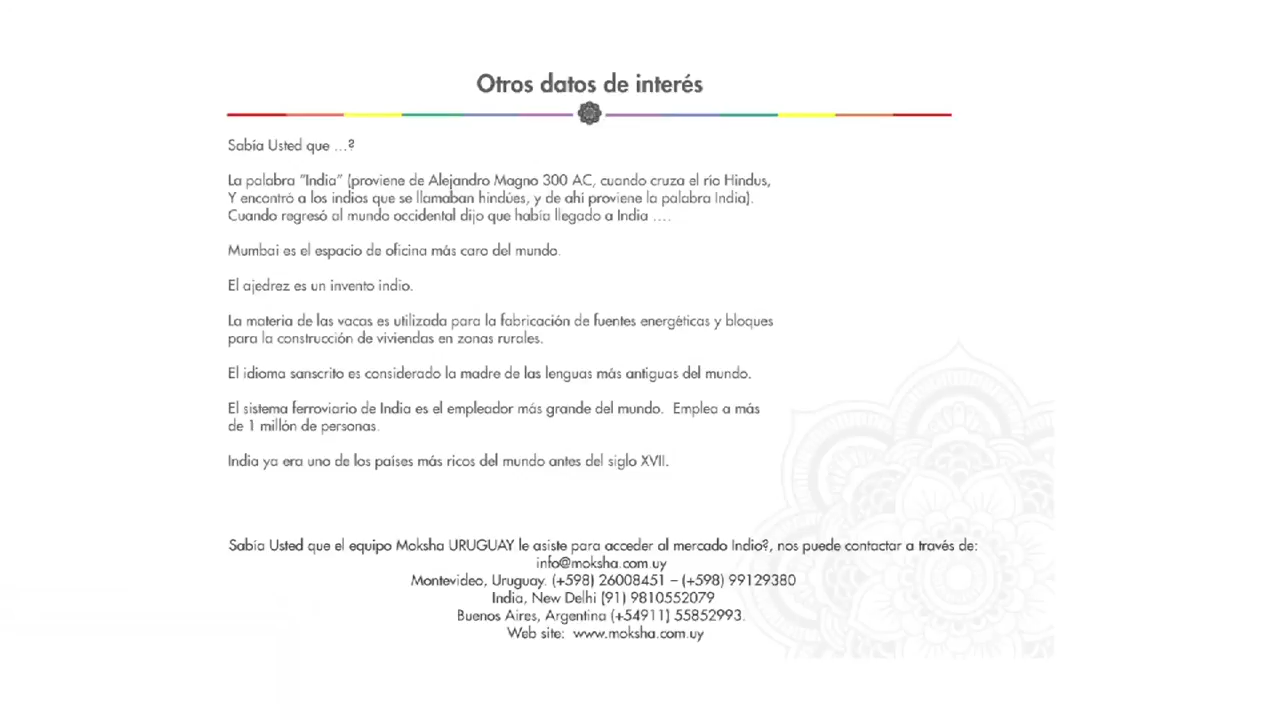 Otros datos de interés
Sabía Usted que ...?
La palabra "India" (proviene de Alejandro Magno 300 AC, cuando cruza el río Hindus,
Y encontró a los indios que se llamaban hindúes, y de ahí proviene la palabra India).
Cuando regresó al mundo occidental dijo que había llegado a India ....
Mumbai es el espacio de oficina más caro del mundo.
El ajedrez es un invento indio.
La materia de las vacas es utilizada para la fabricación de fuentes energéticas y bloques
para la construcción de viviendas en zonas rurales.
El idioma sanscrito es considerado la madre de las lenguas más antiguas del mundo.
El sistema ferroviario de India es el empleador más grande del mundo.  Emplea a más
de 1 millón de personas.
India ya era uno de los países más ricos del mundo antes del siglo XVII.
Sabía Usted que el equipo Moksha URUGUAY le asiste para acceder al mercado Indio?, nos puede contactar a través de:
info@moksha.com.uy
Montevideo, Uruguay. (+598) 26008451 – (+598) 99129380
India, New Delhi (91) 9810552079
Buenos Aires, Argentina (+54911) 55852993.
Web site:  www.moksha.com.uy